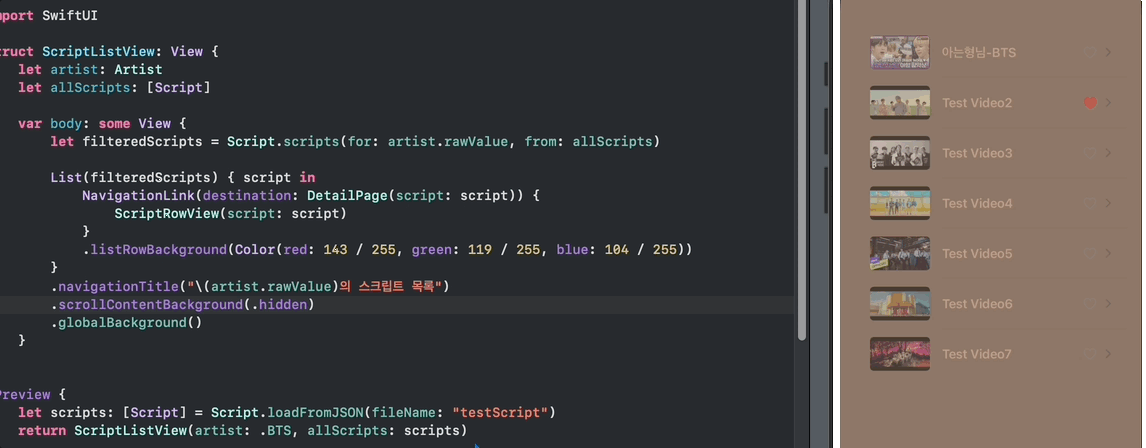 mport SwiftUI
ruct ScriptListView: View {
let artist: Artist
let allScripts: [Script]
var body: some View {
let filteredScripts = Script.scripts(for: artist.rawValue, from: allScripts)
List(filteredScripts) { script in
NavigationLink(destination: DetailPage(script: script)) {
ScriptRowView(script: script)
}
.listRowBackground(Color(red: 143 / 255, green: 119 / 255, blue: 104 / 255))
}
.navigationTitle("\(artist.rawValue)의 스크립트 목록")
.scrollContentBackground(.hidden)
.globalBackground()
}
Preview {
let scripts: [Script] = Script.loadFromJSON(fileName: "testScript")
return ScriptListView(artist: .BTS, allScripts: scripts)
아는형님-BTS
Test Video2
Test Video3
Test Video4
Test Video5
Test Video6
Test Video7